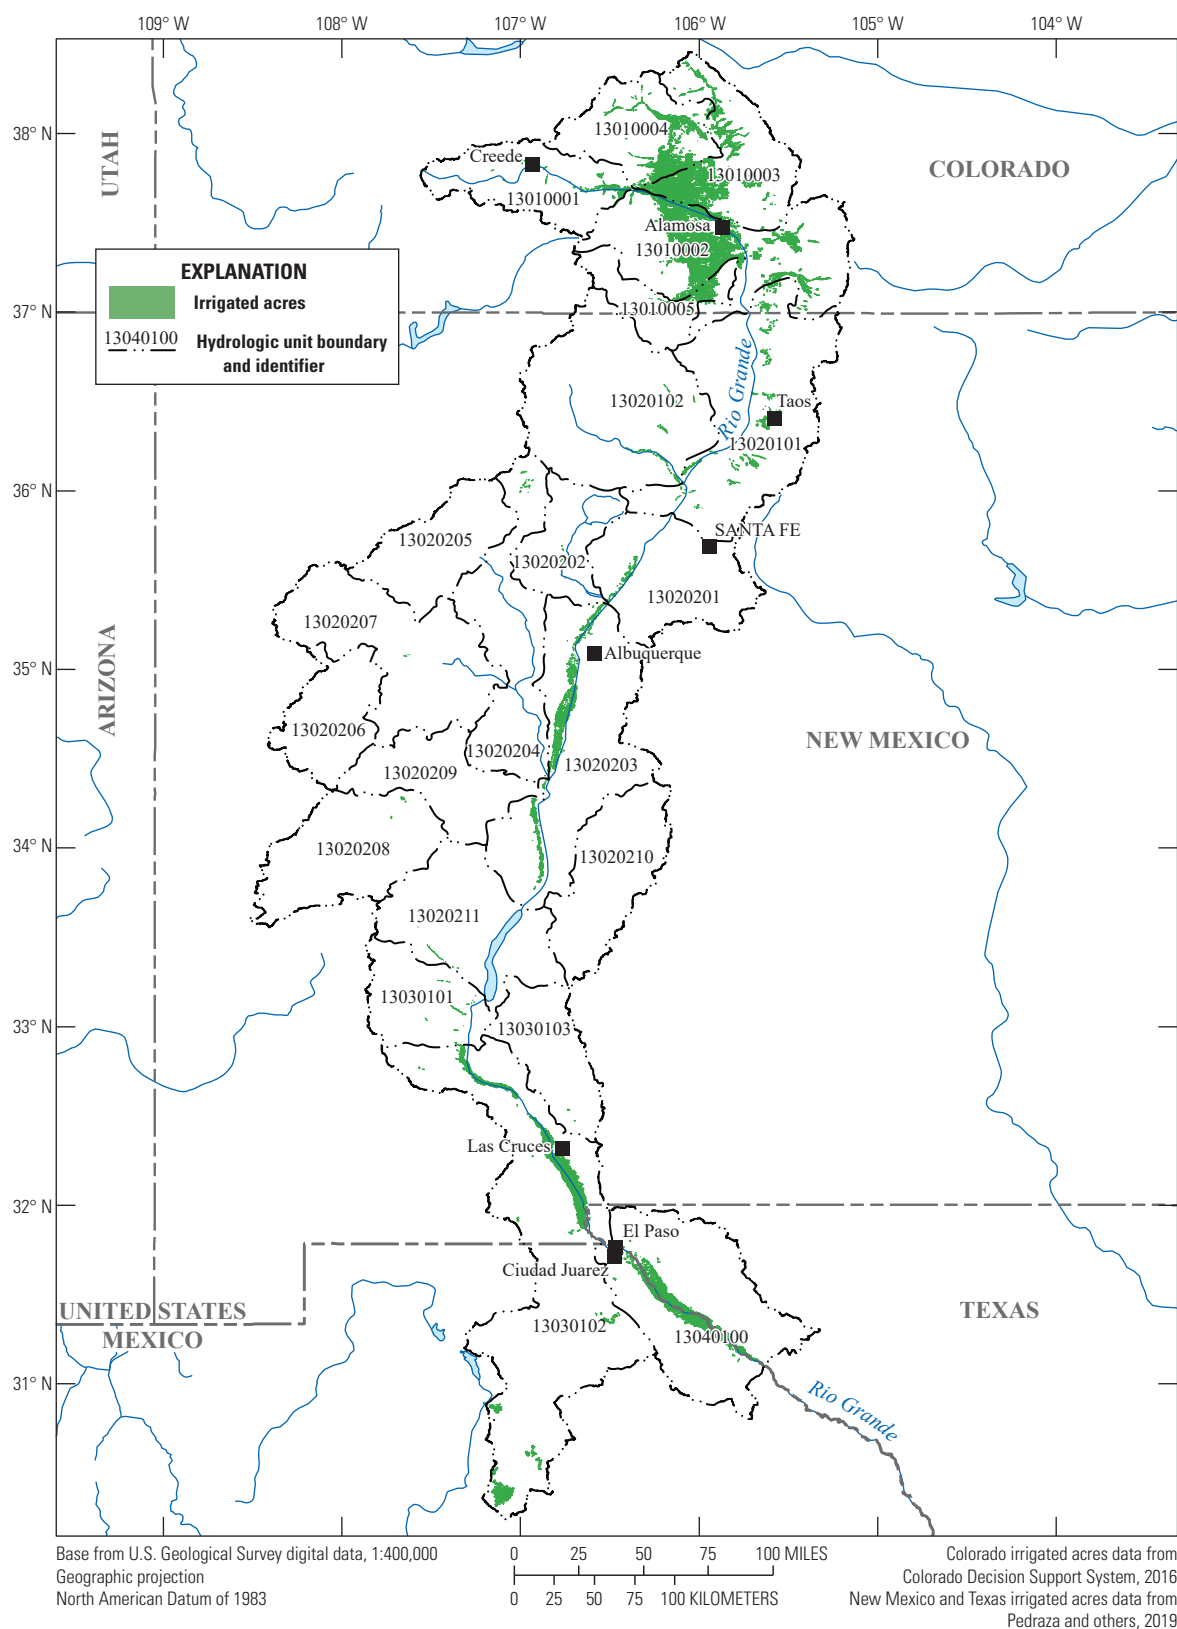 109° W
108° W
107° W
106° W
105° W
104° W
38° N
37° N
36° N
35° N
34° N
33° N
32° N
31° N
UTAH
COLORADO
ARIZONA
NEW MEXICO
TEXAS
UNITED STATES
MEXICO
EXPLANATION
Irrigated acres
13040100
Hydrologic unit boundary
and identifier
13010004
Creede
13010003
13010001
Alamosa
13010002
13010005
Rio Grande
13020102
Taos
13020101
SANTA FE
13020205
13020202
13020201
13020207
Albuquerque
13020206
13020204
13020203
13020209
13020208
13020210
13020211
13030101
13030103
Las Cruces
El Paso
Ciudad Juarez
13030102
13040100
Rio Grande
Base from U.S. Geological Survey digital data, 1:400,000
Geographic projection
North American Datum of 1983
0 25 50 75 100 MILES
0 25 50 75 100 KILOMETERS
Colorado irrigated acres data from
Colorado Decision Support System, 2016
New Mexico and Texas irrigated acres data from
Pedraza and others, 2019